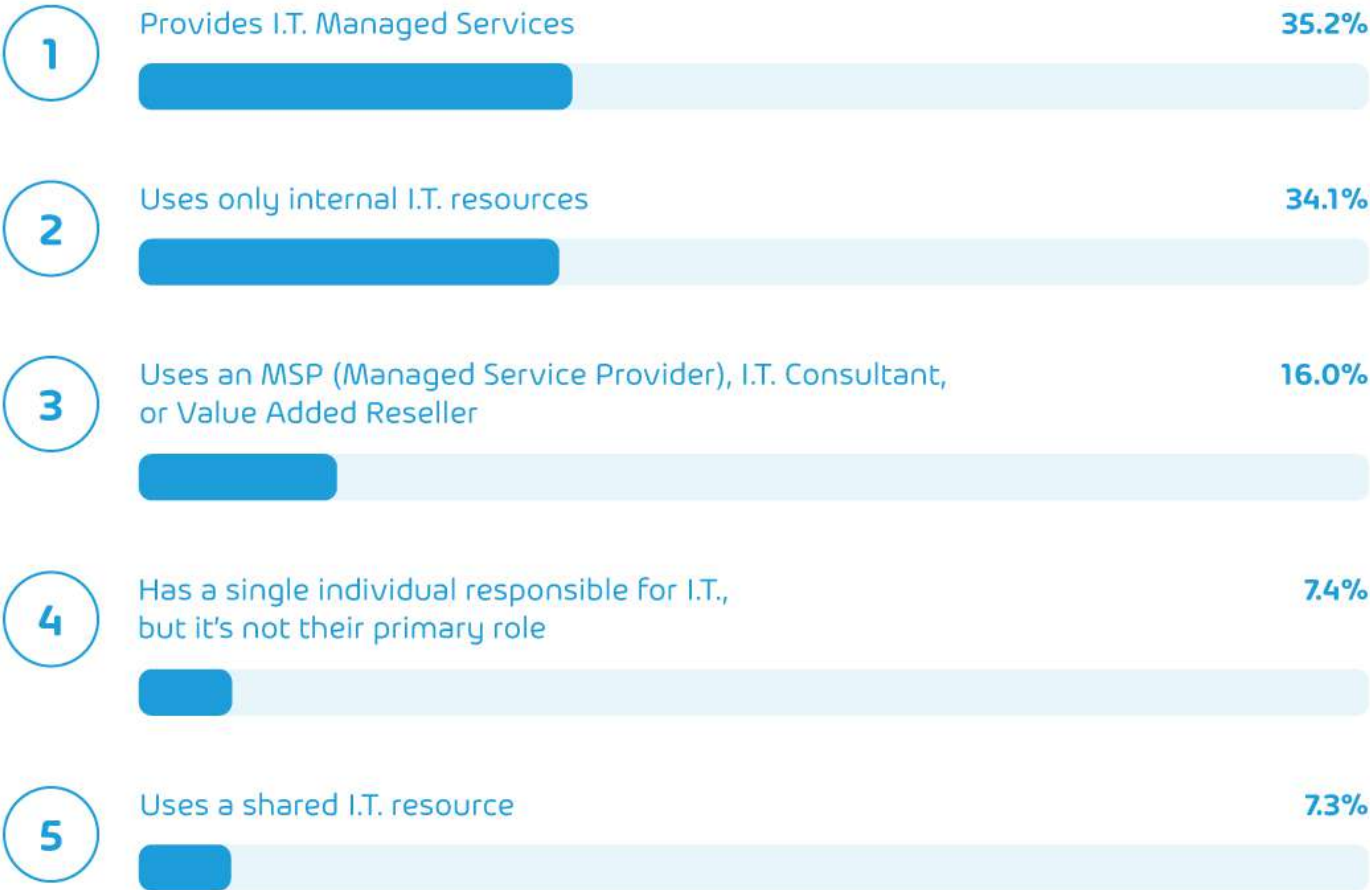 1
Provides I.T. Managed Services
35.2%
2
Uses only internal I.T. resources
34.1%
3
Uses an MSP (Managed Service Provider), I.T. Consultant,
or Value Added Reseller
16.0%
4
Has a single individual responsible for I.T.,
but it's not their primary role
7.4%
5
Uses a shared I.T. resource
7.3%